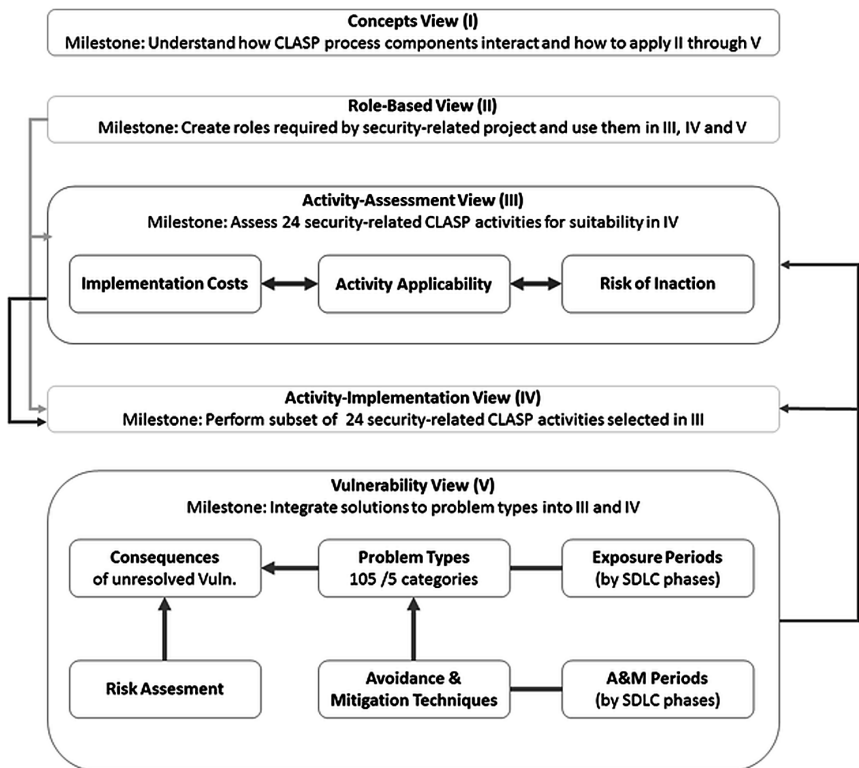 Concepts View (I)
Milestone: Understand how CLASP process components interact and how to apply II through V
Role-Based View (II)
Milestone: Create roles required by security-related project and use them in III, IV and V
Activity-Assessment View (III)
Milestone: Assess 24 security-related CLASP activities for suitability in IV
Implementation Costs
Activity Applicability
Risk of Inaction
Activity-Implementation View (IV)
Milestone: Perform subset of 24 security-related CLASP activities selected in III
Vulnerability View (V)
Milestone: Integrate solutions to problem types into III and IV
Consequences
of unresolved Vuln.
Problem Types
105 /5 categories
Exposure Periods
(by SDLC phases)
Risk Assesment
Avoidance &
Mitigation Techniques
A&M Periods
(by SDLC phases)